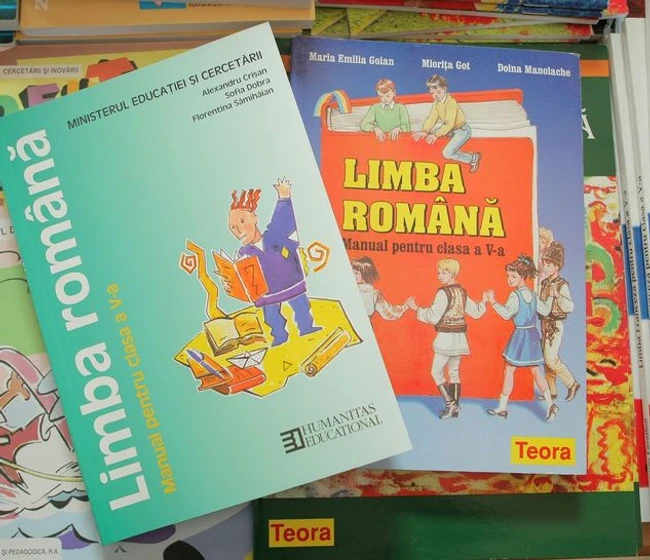 MINISTERUL EDUCATIEI ȘI CERCETĂRII
Alexandru Crișan
Sofia Dobra
Florentina Sâmihăian
Limba română
Manual pentru clasa a V-a
HUMANITAS
EDUCATIONAL
Maria Emilia Goian Miorița Got Doina Manolache
LIMBA
ROMÂNĂ
Manual pentru clasa a V-a
Teora
Teora
CERCETĂRII ȘI INOVĂRII
ȘI PEDAGOGICĂ, R.A.